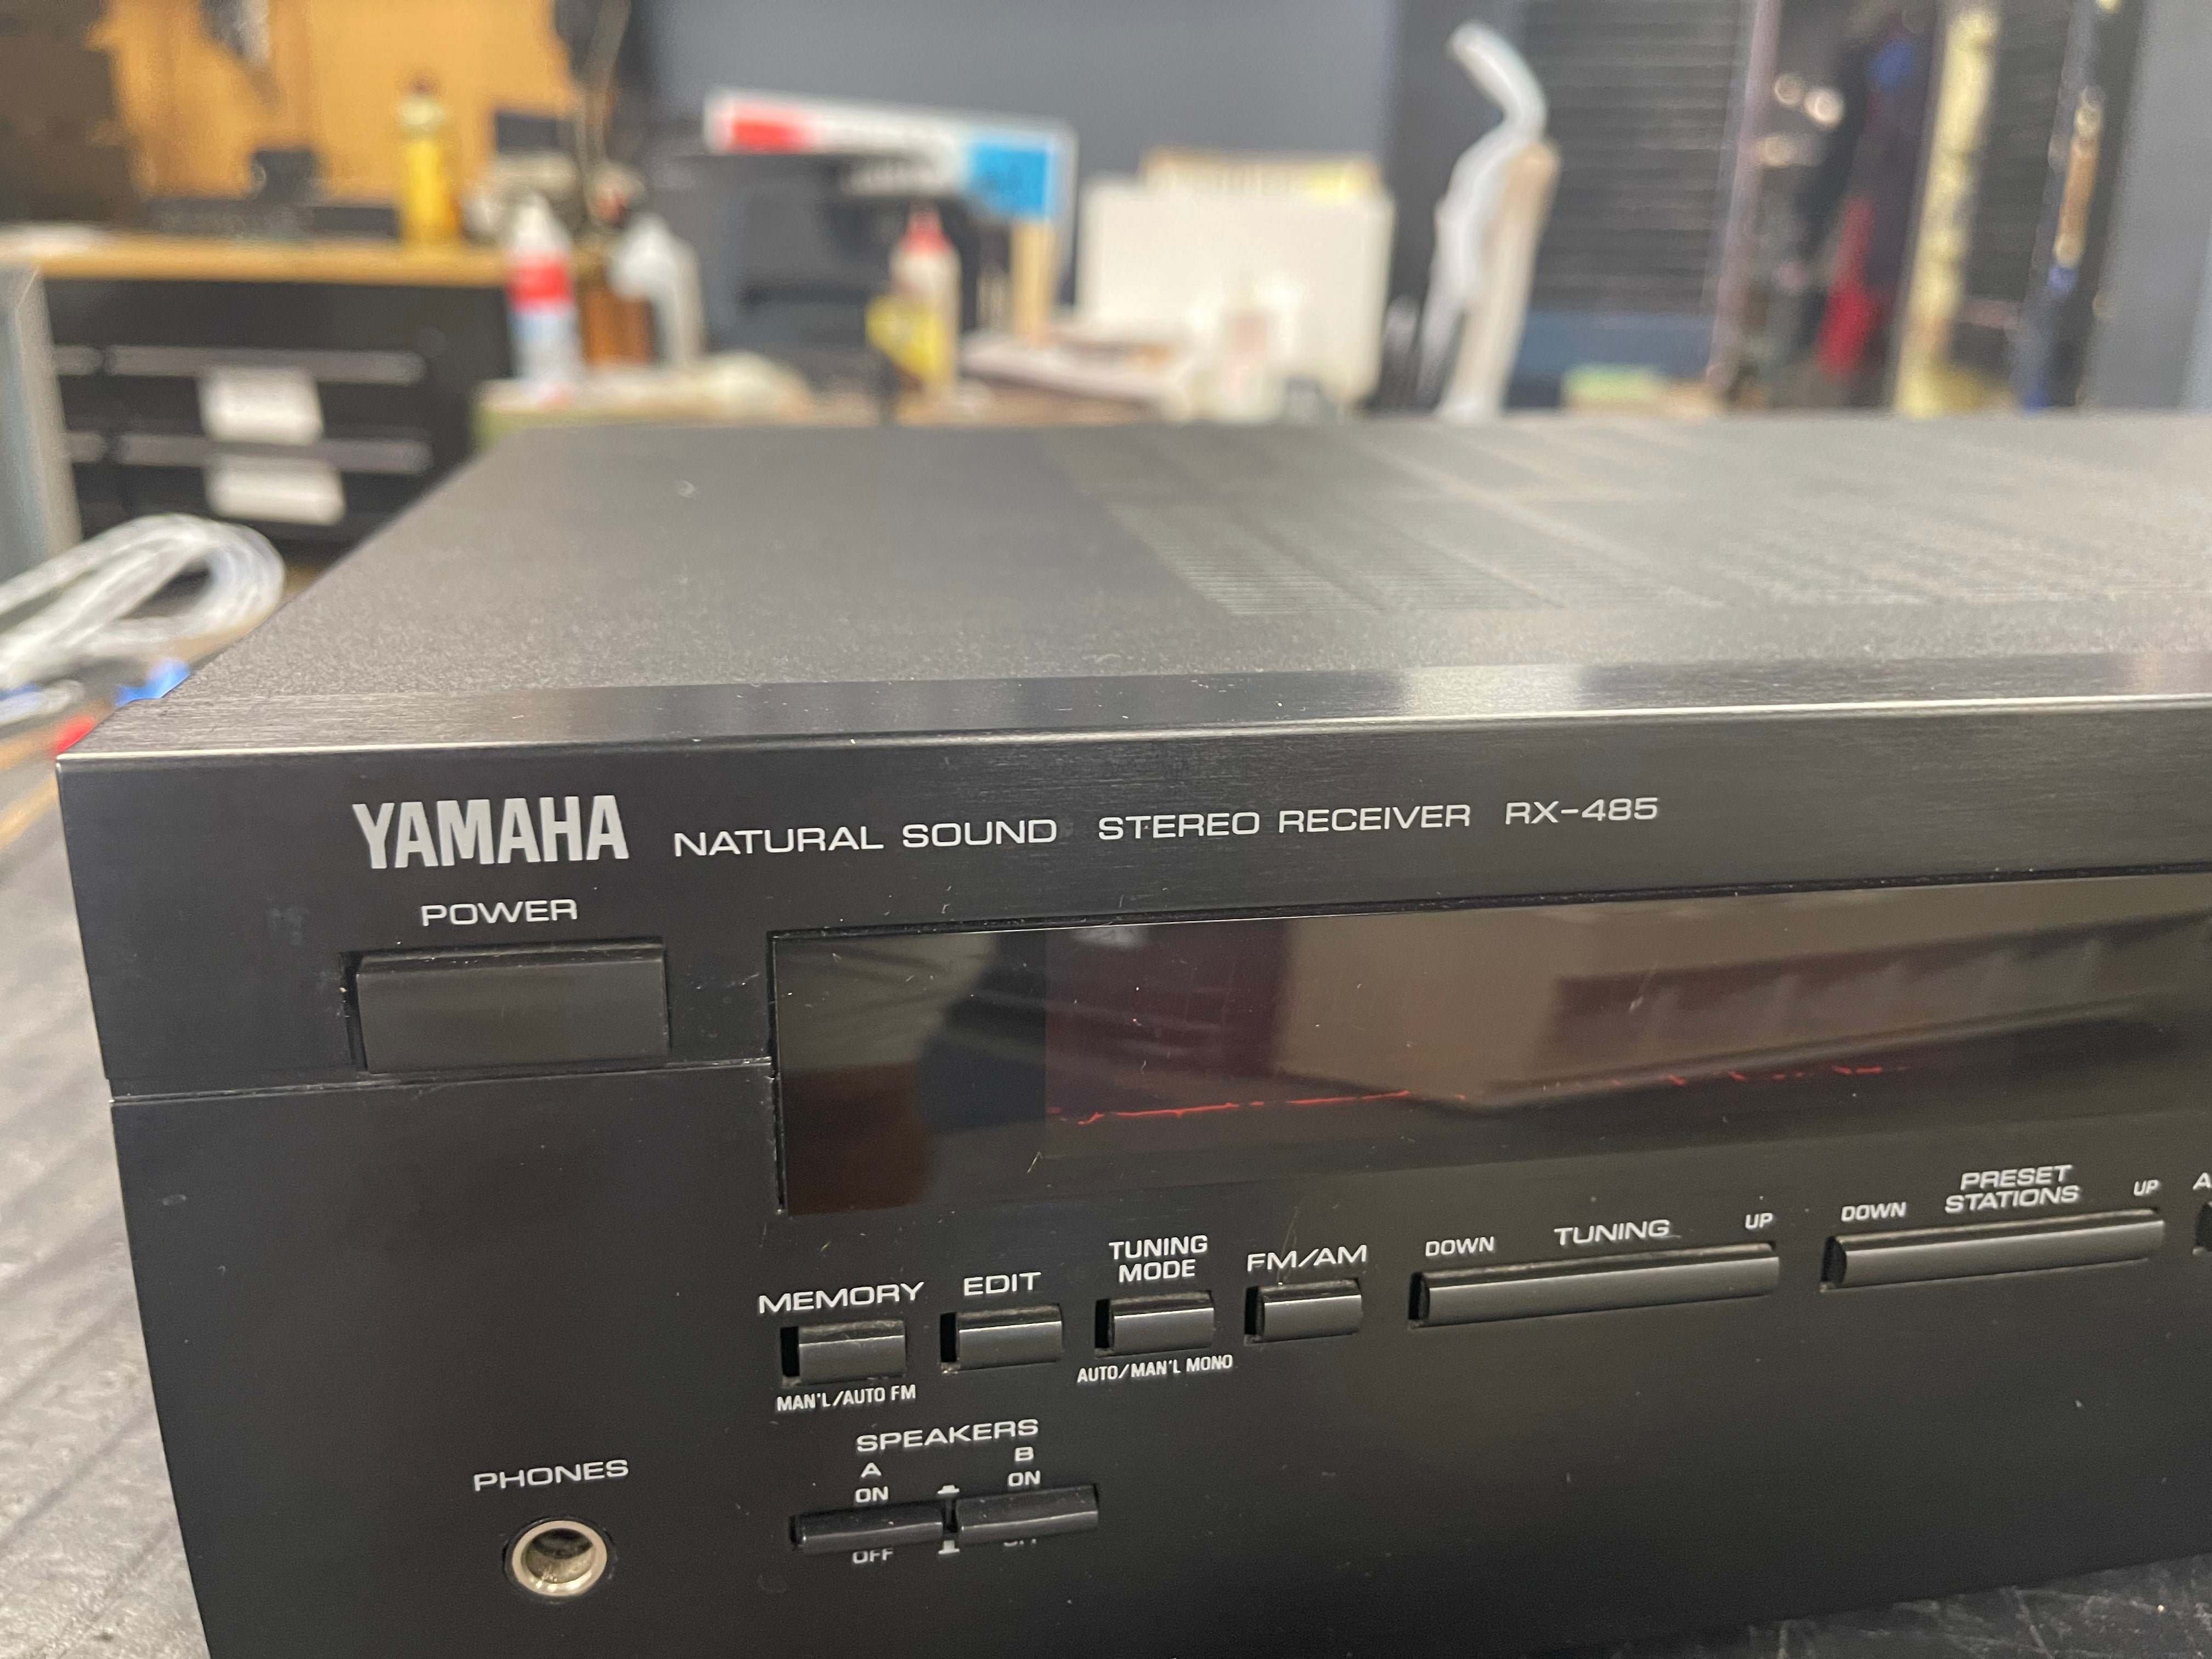 YAMAHA NATURAL SOUND STEREO RECEIVER RX-485
POWER
MEMORY
MAN'L/AUTO FM
EDIT
TUNING
MODE
AUTO/MAN'L MONO
FM/AM
DOWN TUNING UP
DOWN PRESET STATIONS UP
A
SPEAKERS
A B
ON ON
OFF
PHONES